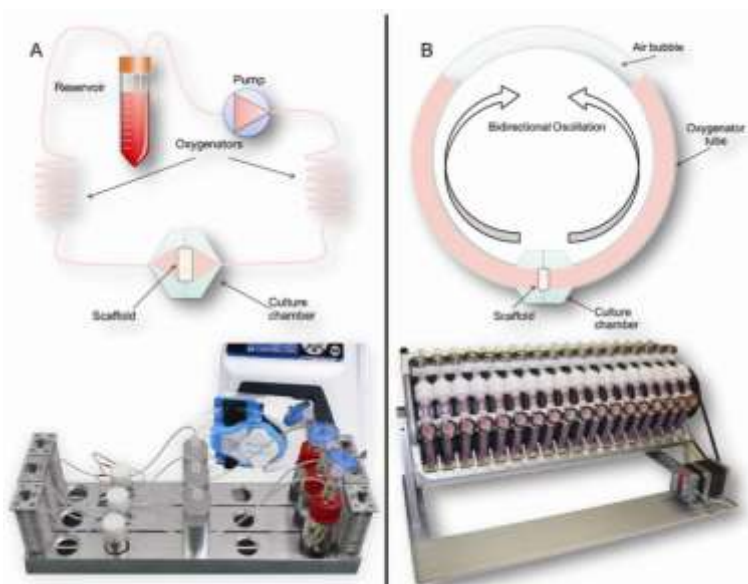 A
Reservoir
Pump
Oxygenators
Scaffold
Culture
chamber
B
Air bubble
Bidirectional Oscillation
Oxygenator
tube
Scaffold
Culture
chamber